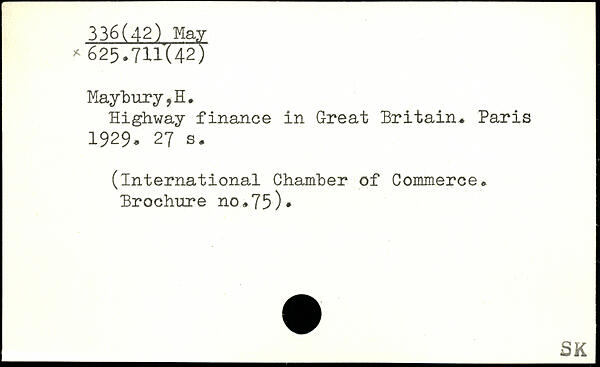 336(42) May
× 625.711(42)
Maybury,H.
Highway finance in Great Britain. Paris
1929. 27 s.
(International Chamber of Commerce.
Brochure no.75).
SK